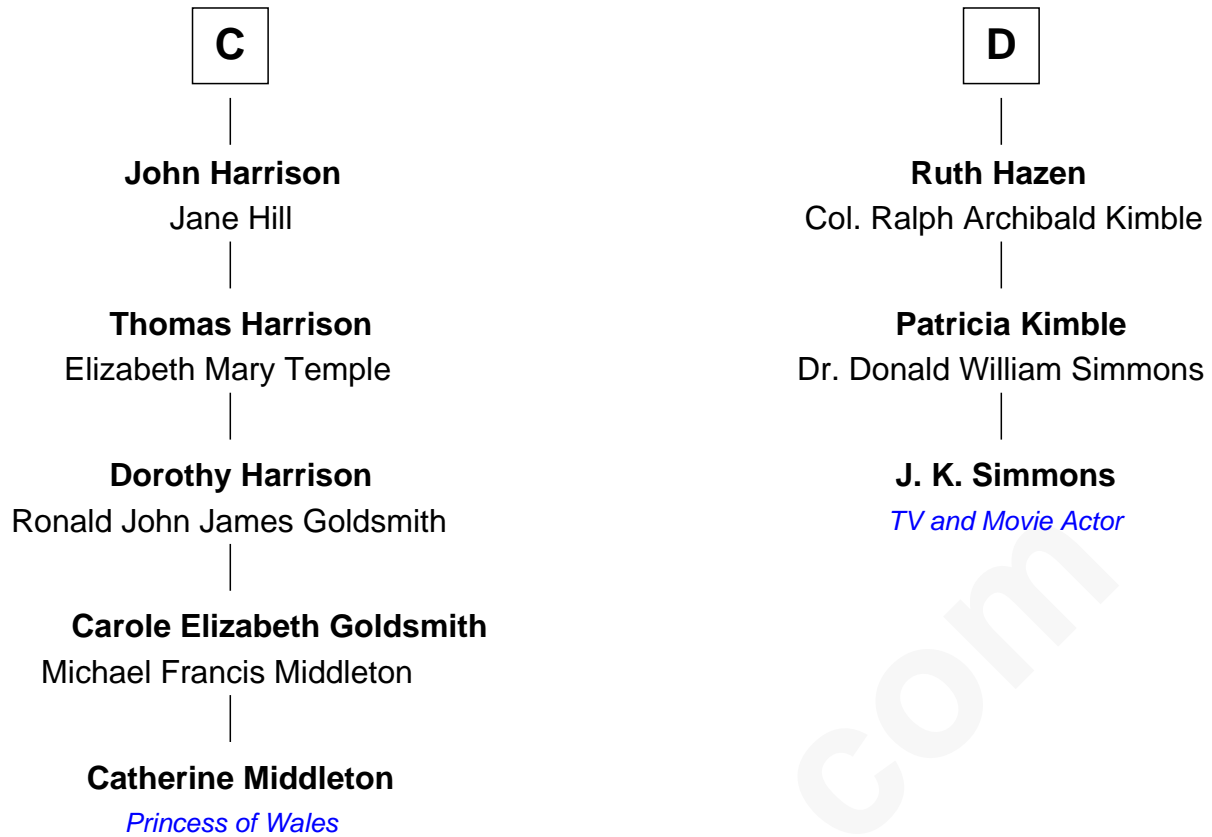 C
John Harrison
Jane Hill
Thomas Harrison
Elizabeth Mary Temple
Dorothy Harrison
Ronald John James Goldsmith
Carole Elizabeth Goldsmith
Michael Francis Middleton
Catherine Middleton
Princess of Wales
D
Ruth Hazen
Col. Ralph Archibald Kimble
Patricia Kimble
Dr. Donald William Simmons
J. K. Simmons
TV and Movie Actor
com